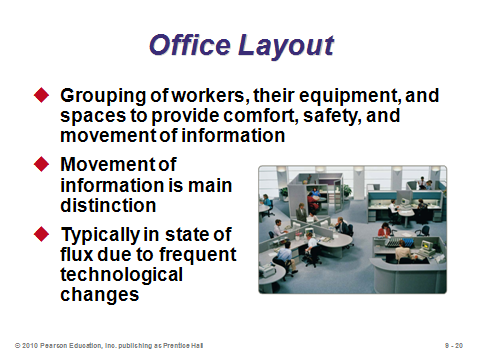 Office Layout
Grouping of workers, their equipment, and
spaces to provide comfort, safety, and
movement of information
Movement of
information is main
distinction
Typically in state of
flux due to frequent
technological
changes
© 2010 Pearson Education, Inc. publishing as Prentice Hall
9 - 20